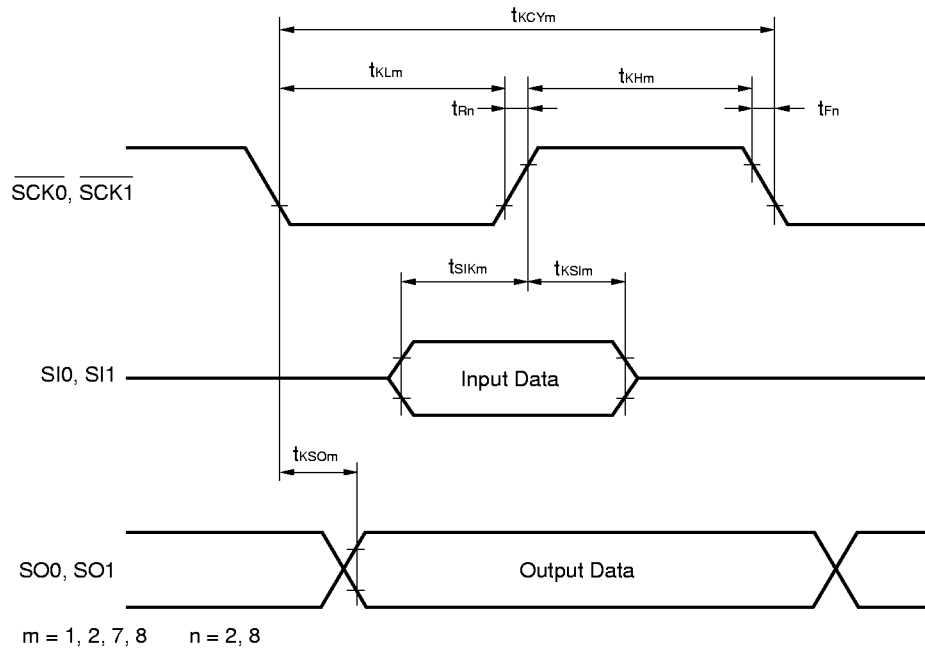 tKCYm
tKLm
tKHm
tRn
tFn
SCK0, SCK1
tSIKm
tKSIm
SI0, SI1
Input Data
tKSOm
SO0, SO1
Output Data
m = 1, 2, 7, 8 n = 2, 8